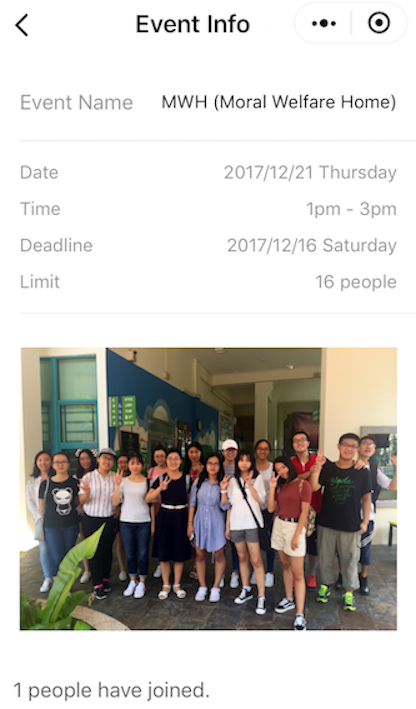 Event Info
Event Name MWH (Moral Welfare Home)
Date 2017/12/21 Thursday
Time 1pm - 3pm
Deadline 2017/12/16 Saturday
Limit 16 people
1 people have joined.